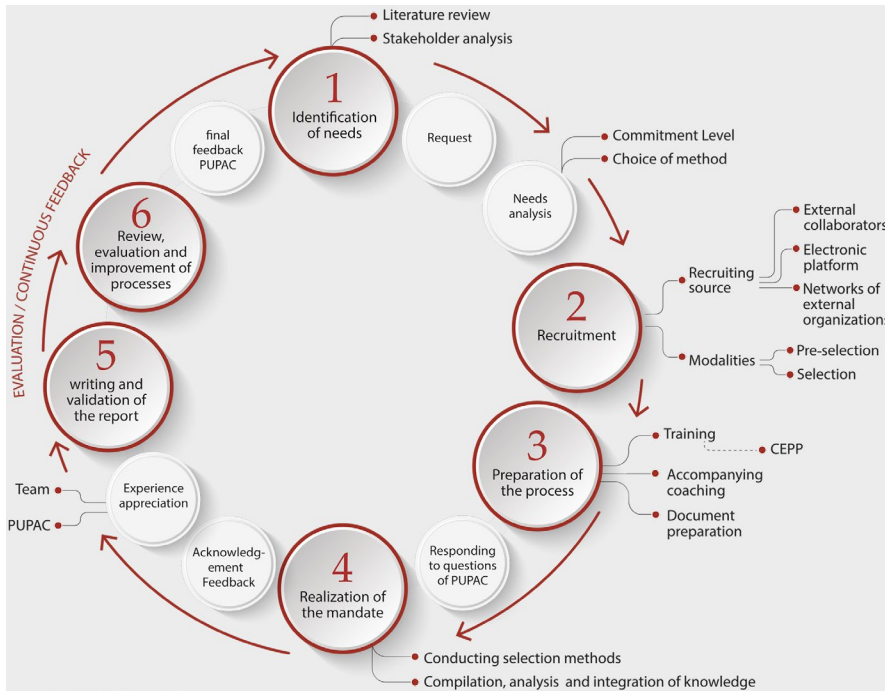 Literature review
Stakeholder analysis
1
Identification
of needs
Request
Needs
analysis
Commitment Level
Choice of method
2
Recruitment
Recruiting
source
External
collaborators
Electronic
platform
Networks of
external
organizations
Modalities
Pre-selection
Selection
3
Preparation of
the process
Training
CEPP
Accompanying
coaching
Document
preparation
Responding
to questions
of PUPAC
4
Realization of
the mandate
Conducting selection methods
Compilation, analysis and integration of knowledge
Acknowledg-
ement
Feedback
Experience
appreciation
Team
PUPAC
5
writing and
validation of
the report
6
Review,
evaluation and
improvement of
processes
final
feedback
PUPAC
EVALUATION / CONTINUOUS FEEDBACK